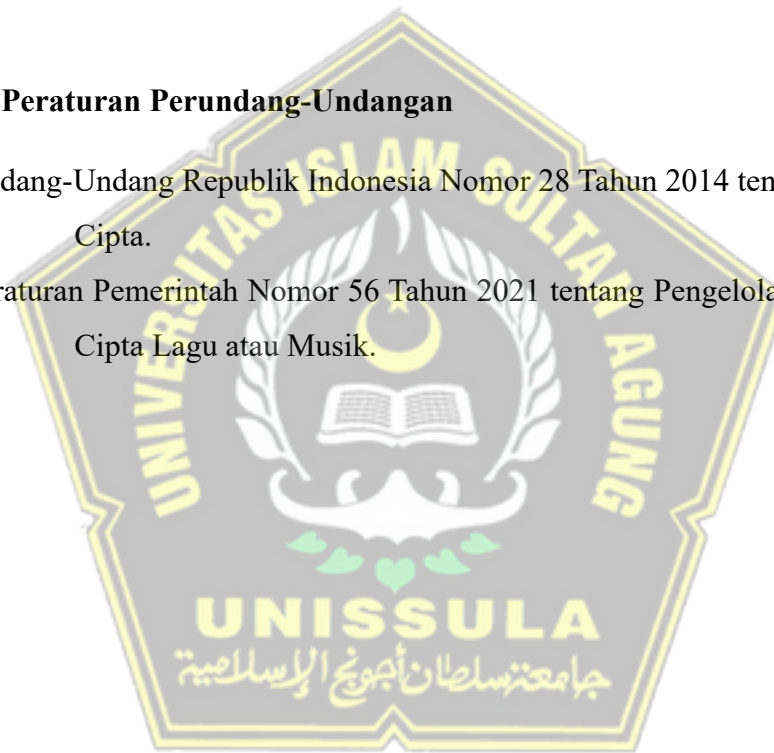 Peraturan Perundang-Undangan
dang-Undang Republik Indonesia Nomor 28 Tahun 2014 ten
Cipta.
raturan Pemerintah Nomor 56 Tahun 2021 tentang Pengelola
Cipta Lagu atau Musik.
UNIVERSITAS ISLAM SULTAN AGUNG
UNISSULA
جامعة سلطان أجونج الإسلامية